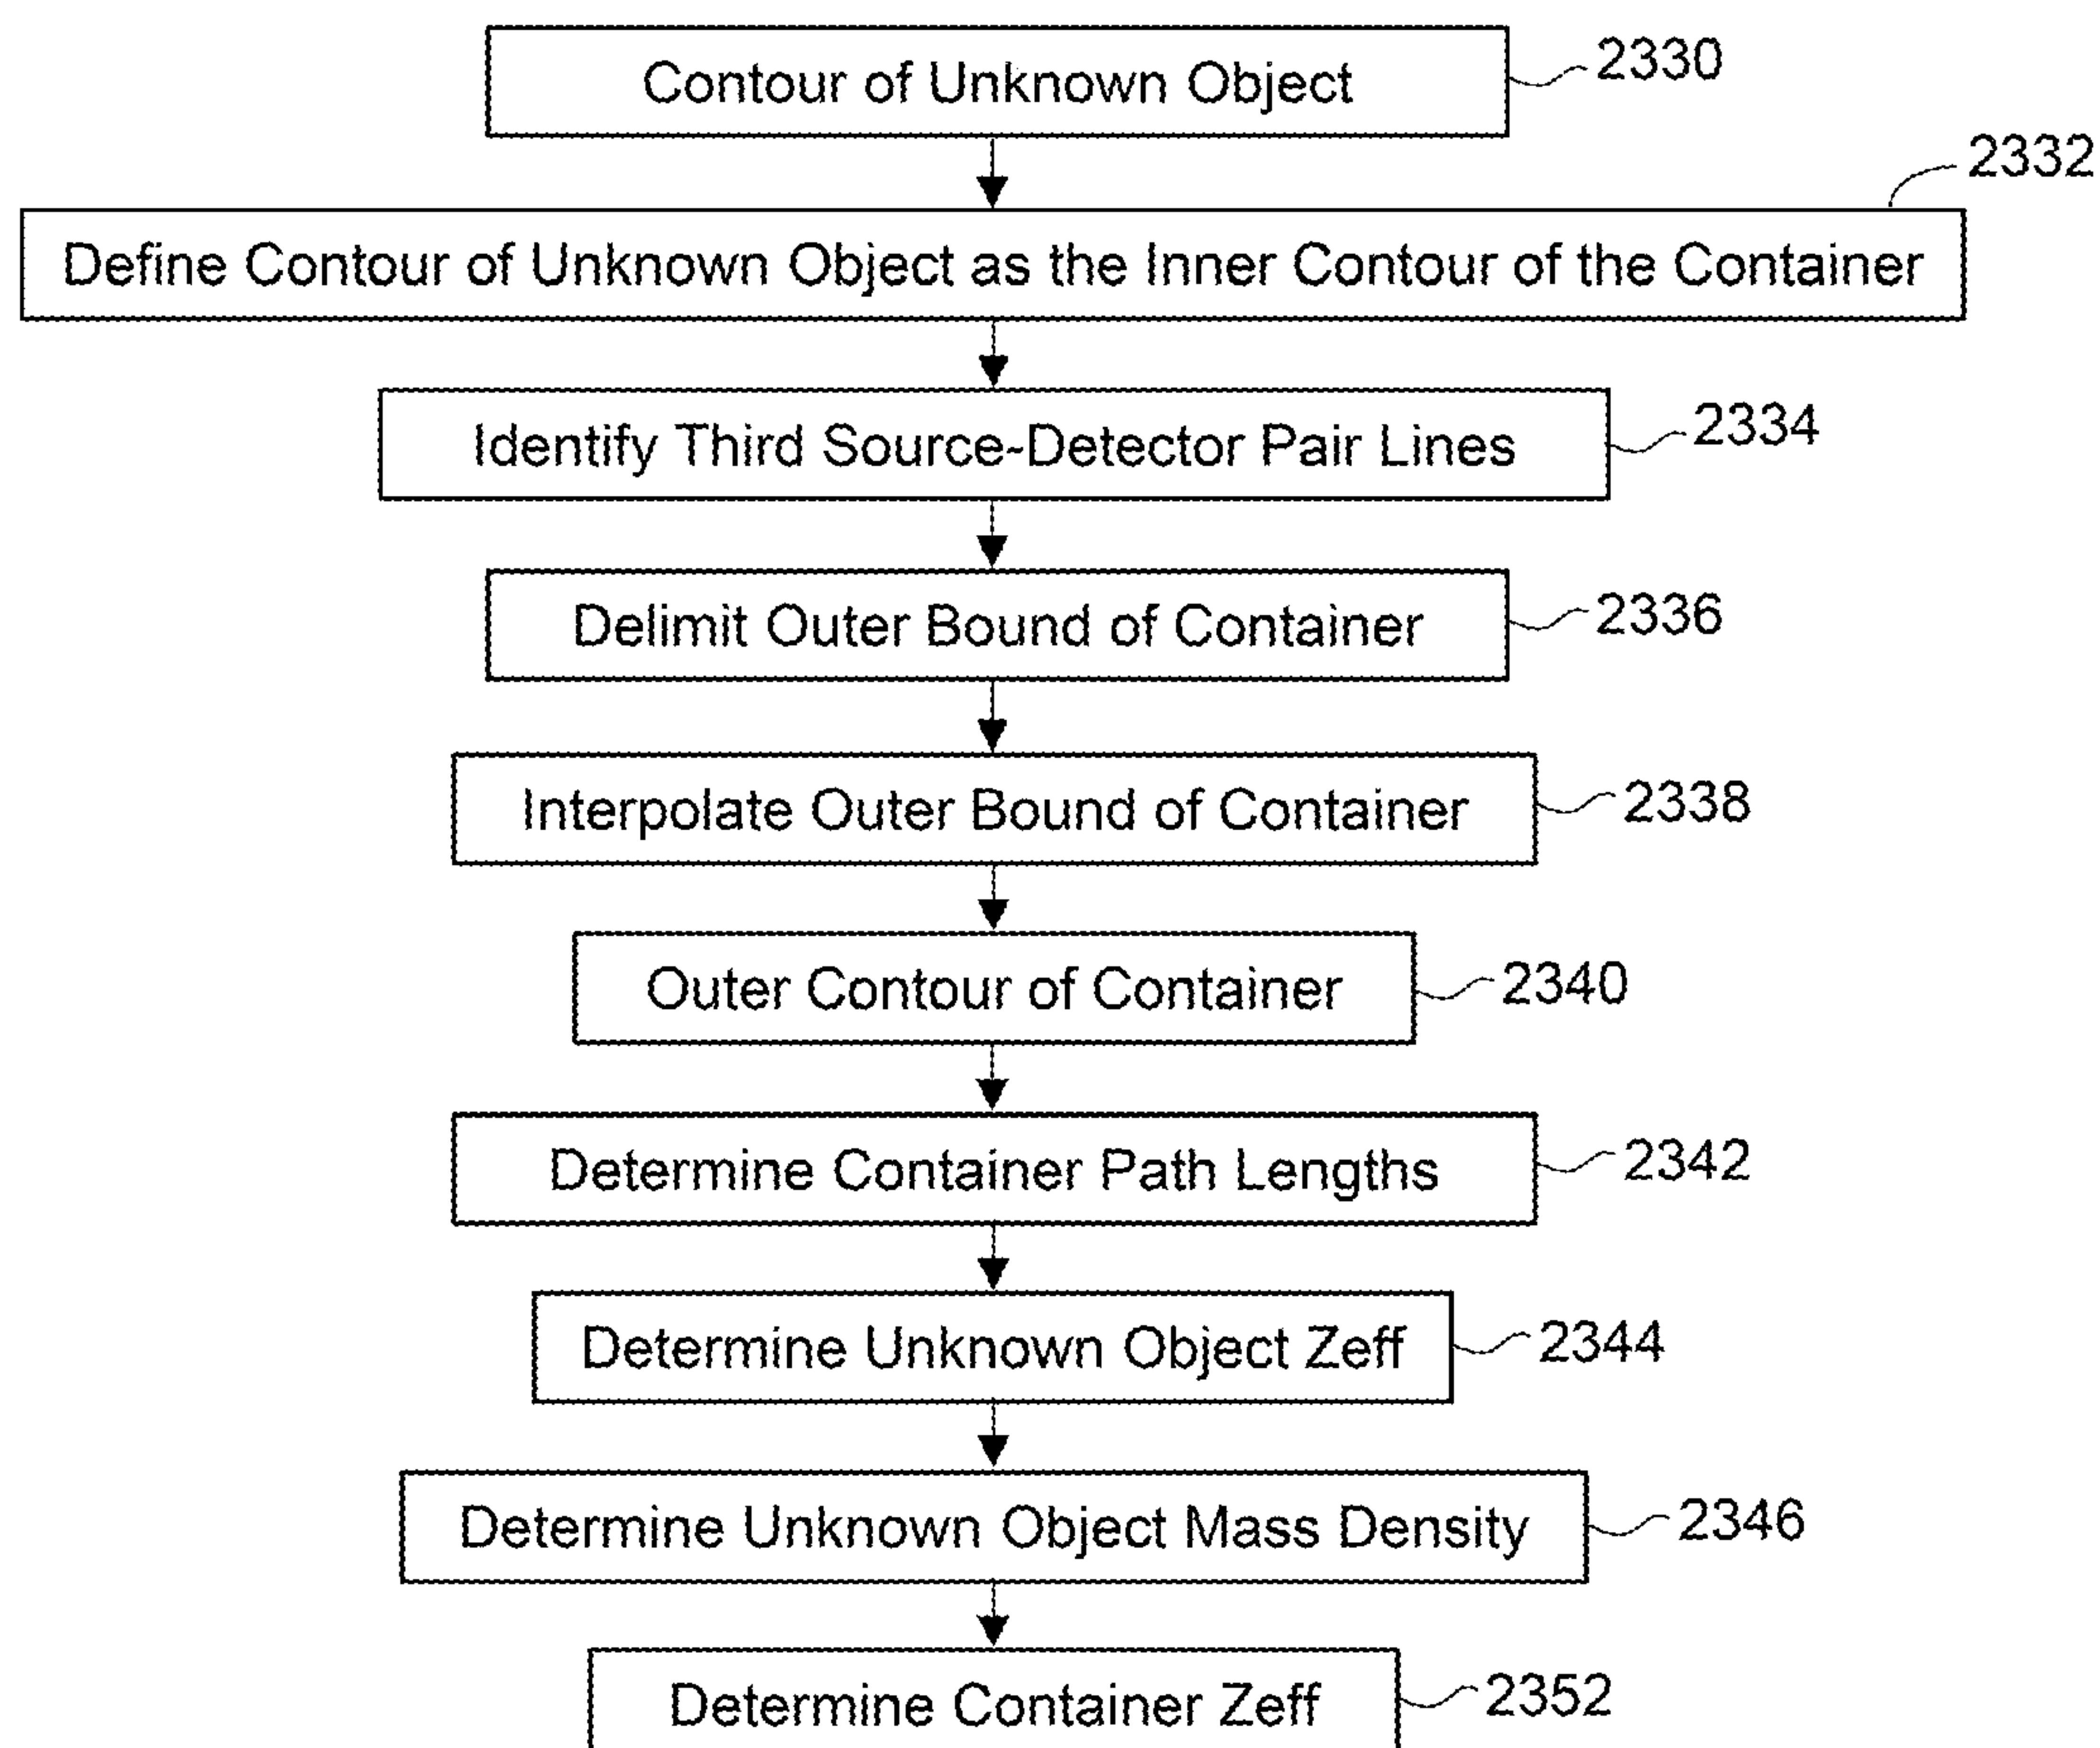 Contour of Unknown Object 2330
2332
Define Contour of Unknown Object as the Inner Contour of the Container
Identify Third Source-Detector Pair Lines 2334
Delimit Outer Bound of Container 2336
Interpolate Outer Bound of Container 2338
Outer Contour of Container 2340
Determine Container Path Lengths 2342
Determine Unknown Object Zeff 2344
Determine Unknown Object Mass Density 2346
Determine Container Zeff 2352